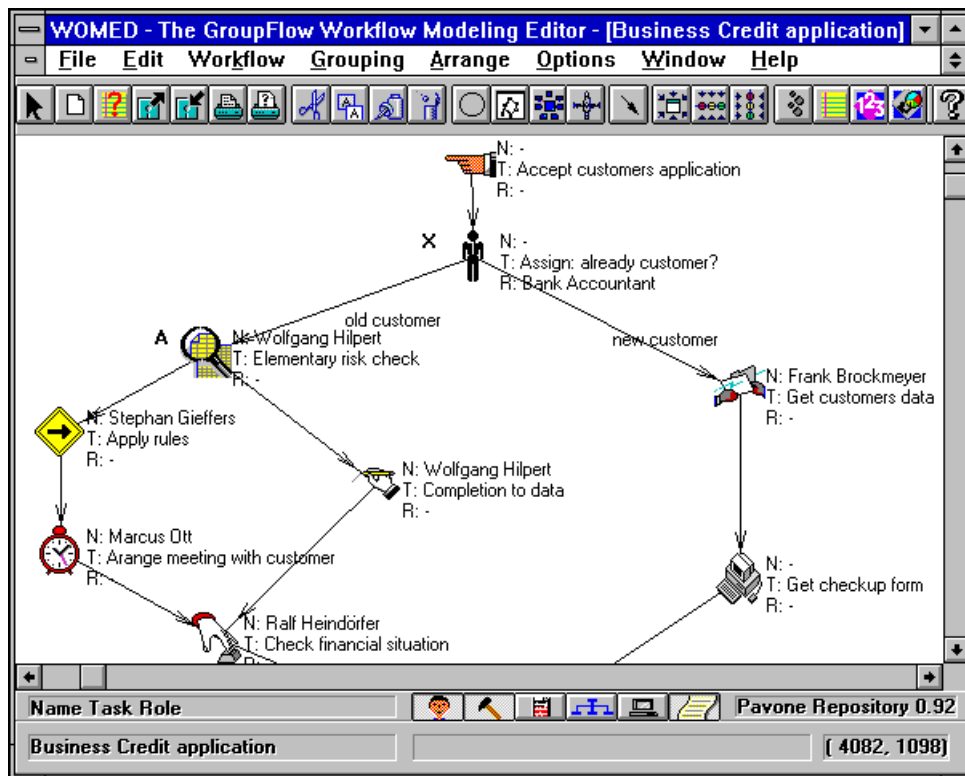 WOMED - The GroupFlow Workflow Modeling Editor - [Business Credit application]
File Edit Workflow Grouping Arrange Options Window Help
N: -
T: Accept customers application
R: -
X
N: -
T: Assign: already customer?
R: Bank Accountant
old customer
new customer
A
N: Wolfgang Hilpert
T: Elementary risk check
R: -
N: Frank Brockmeyer
T: Get customers data
R: -
N: Stephan Gieffers
T: Apply rules
R: -
N: Wolfgang Hilpert
T: Completion to data
R: -
N: Marcus Ott
T: Arange meeting with customer
R:
N: -
T: Get checkup form
R: -
N: Ralf Heindörfer
T: Check financial situation
R: -
Name Task Role
Pavone Repository 0.92
Business Credit application
( 4082, 1098)